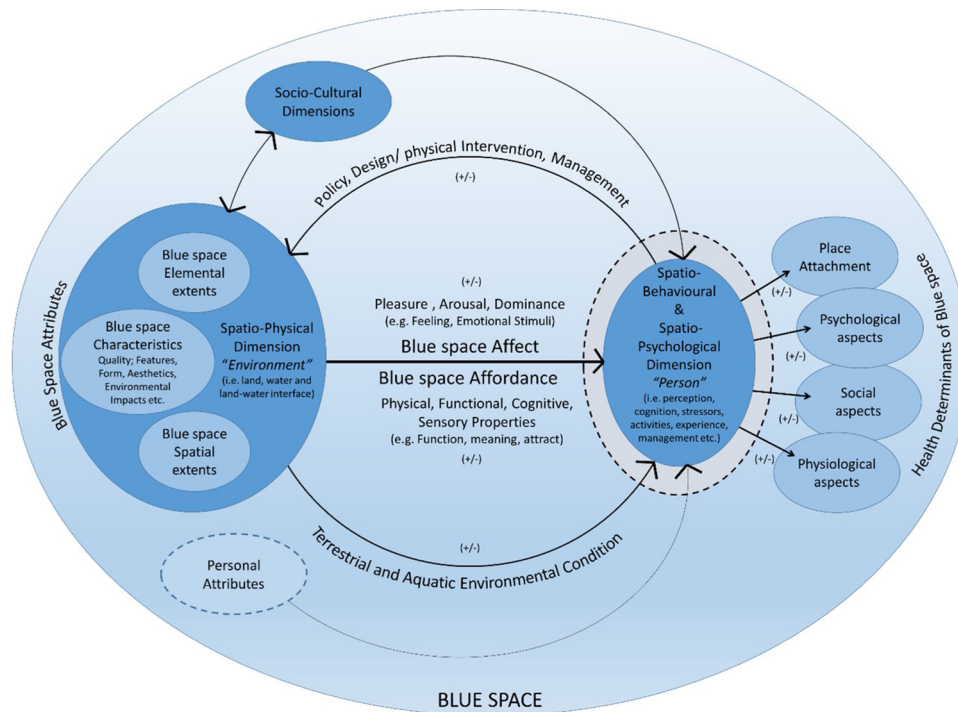 Socio-Cultural
Dimensions
Policy, Design/ physical Intervention, Management
(+/-)
Blue Space Attributes
Blue space
Elemental
extents
Blue space
Characteristics
Quality; Features,
Form, Aesthetics,
Environmental
Impacts etc.
Blue space
Spatial
extents
Spatio-Physical
Dimension
“Environment”
(i.e. land, water and
land-water interface)
(+/-)
Pleasure , Arousal, Dominance
(e.g. Feeling, Emotional Stimuli)
Blue space Affect
Blue space Affordance
Physical, Functional, Cognitive,
Sensory Properties
(e.g. Function, meaning, attract)
(+/-)
Spatio-
Behavioural
&
Spatio-
Psychological
Dimension
“Person”
(i.e. perception,
cognition, stressors,
activities, experience,
management etc.)
Place
Attachment
(+/-)
Psychological
aspects
(+/-)
Social
aspects
(+/-)
Physiological
aspects
(+/-)
Health Determinants of Blue space
(+/-)
Terrestrial and Aquatic Environmental Condition
Personal
Attributes
BLUE SPACE